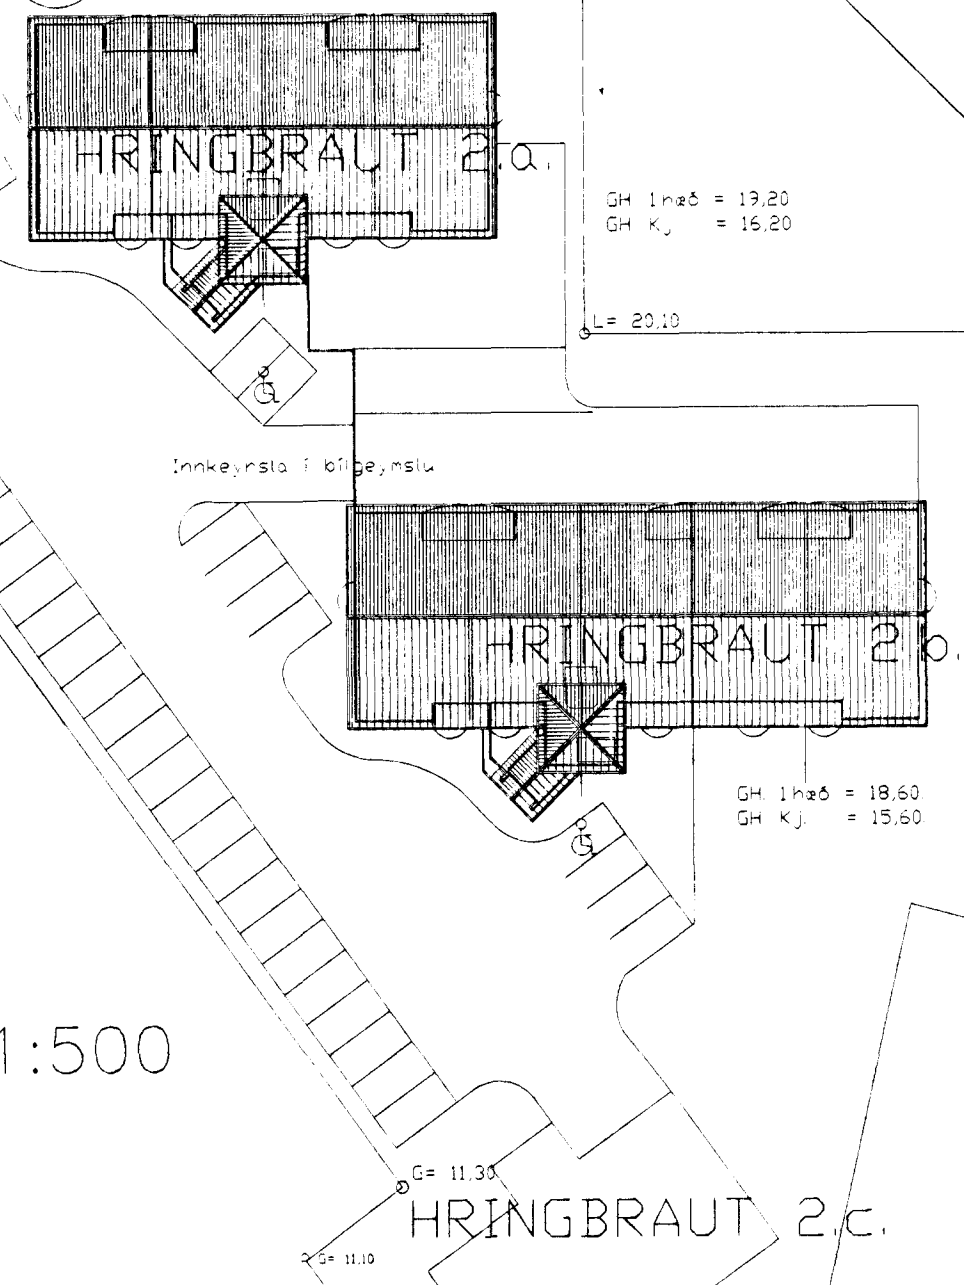 HRINGBRAUT 2.a.
GH 1hæð = 19,20
GH Kj = 16,20
L= 20,10
Innkeyrsla í bílgeymslu
HRINGBRAUT 2.b.
GH. 1hæð = 18,60.
GH Kj. = 15,60.
1:500
G= 11,30
HRINGBRAUT 2.c.
G= 11,10